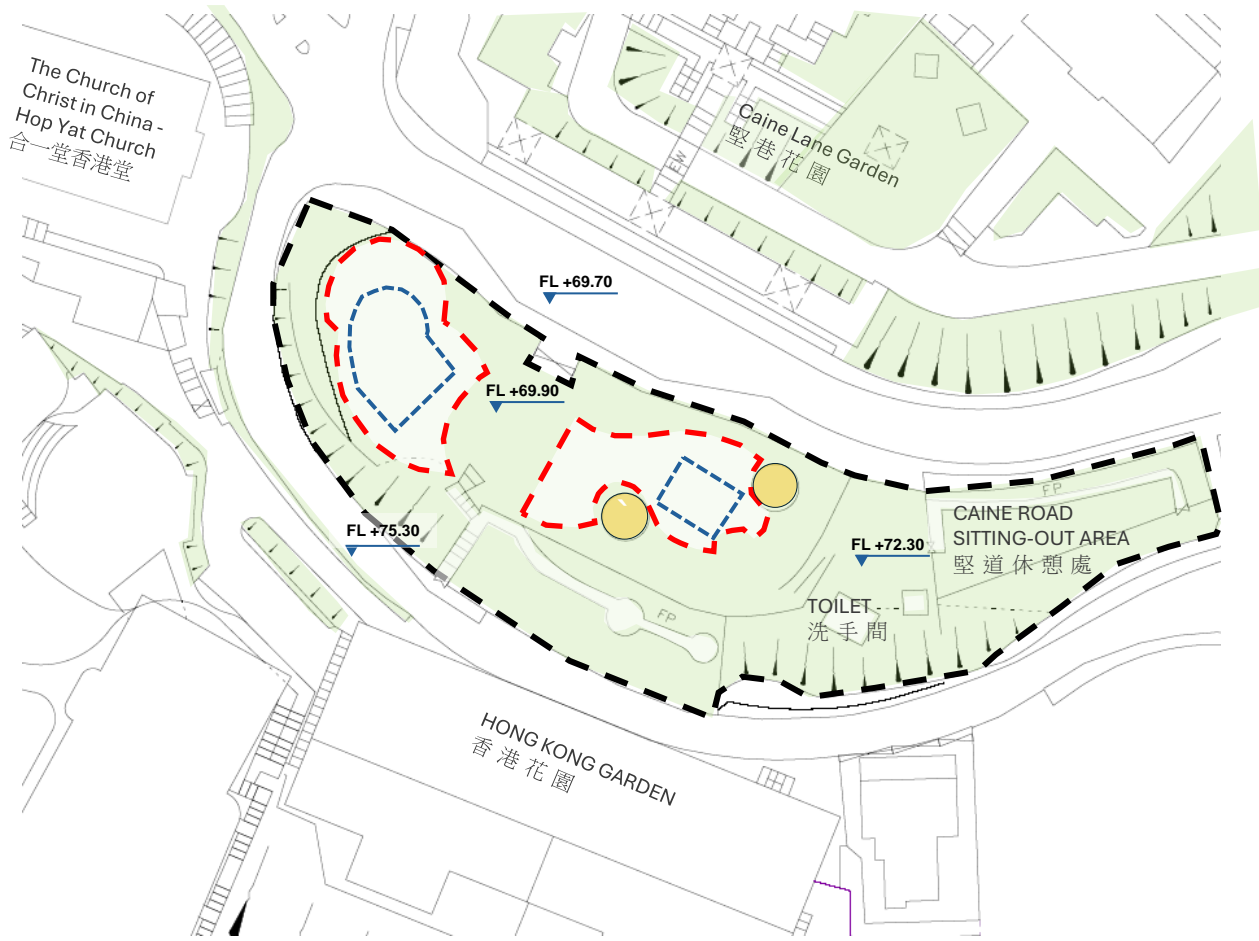 The Church of
Christ in China -
Hop Yat Church
合一堂香港堂
Caine Lane Garden
堅巷花園
EW
FL +69.70
FL +69.90
FL +75.30
FL +72.30
FP
CAINE ROAD
SITTING-OUT AREA
堅道休憩處
TOILET
洗手間
FP
HONG KONG GARDEN
香港花園